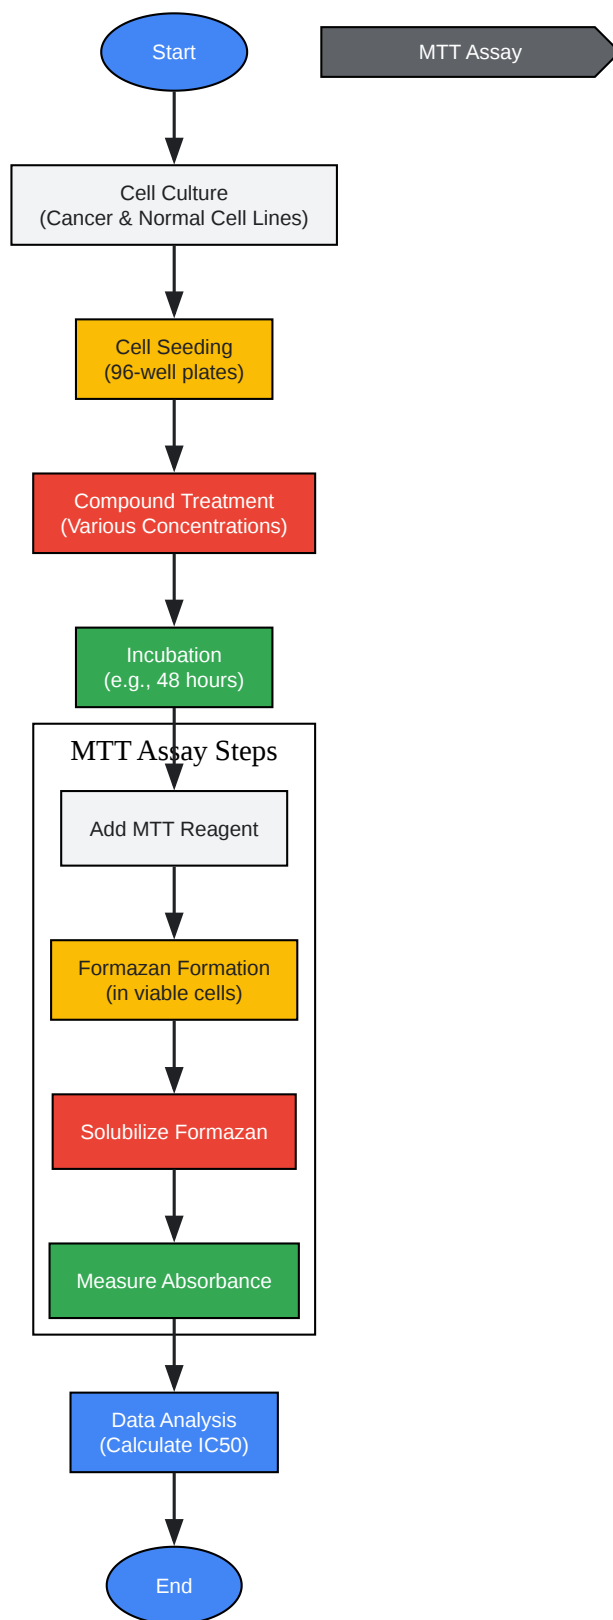 Start
MTT Assay
Cell Culture
(Cancer & Normal Cell Lines)
Cell Seeding
(96-well plates)
Compound Treatment
(Various Concentrations)
Incubation
(e.g., 48 hours)
MTT Assay Steps
Add MTT Reagent
Formazan Formation
(in viable cells)
Solubilize Formazan
Measure Absorbance
Data Analysis
(Calculate IC50)
End